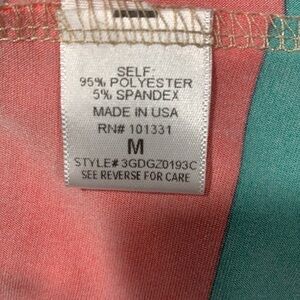 SELF:
95% POLYESTER
5% SPANDEX
MADE IN USA
RN# 101331
M
STYLE# 3GDGZ0193C
SEE REVERSE FOR CARE